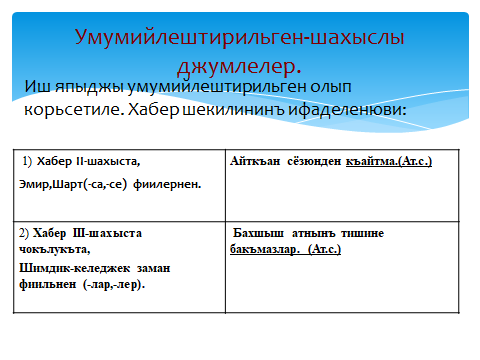 Умумийлештирильген-шахыслы
джумлелер.
Иш япыджы умумийлештирильген олып
корьсетиле. Хабер шекилининъ ифаделенюви:
1) Хабер II-шахыста,
Эмир,Шарт(-са,-се) фиилернен.
Айткъан сёзюнден къайтма.(Ат.с.)
2) Хабер III-шахыста
чокълукъта,
Шимдик-келеджек заман
фиильнен (-лар,-лер).
Бахшыш атнынъ тишине
бакъмазлар. (Ат.с.)